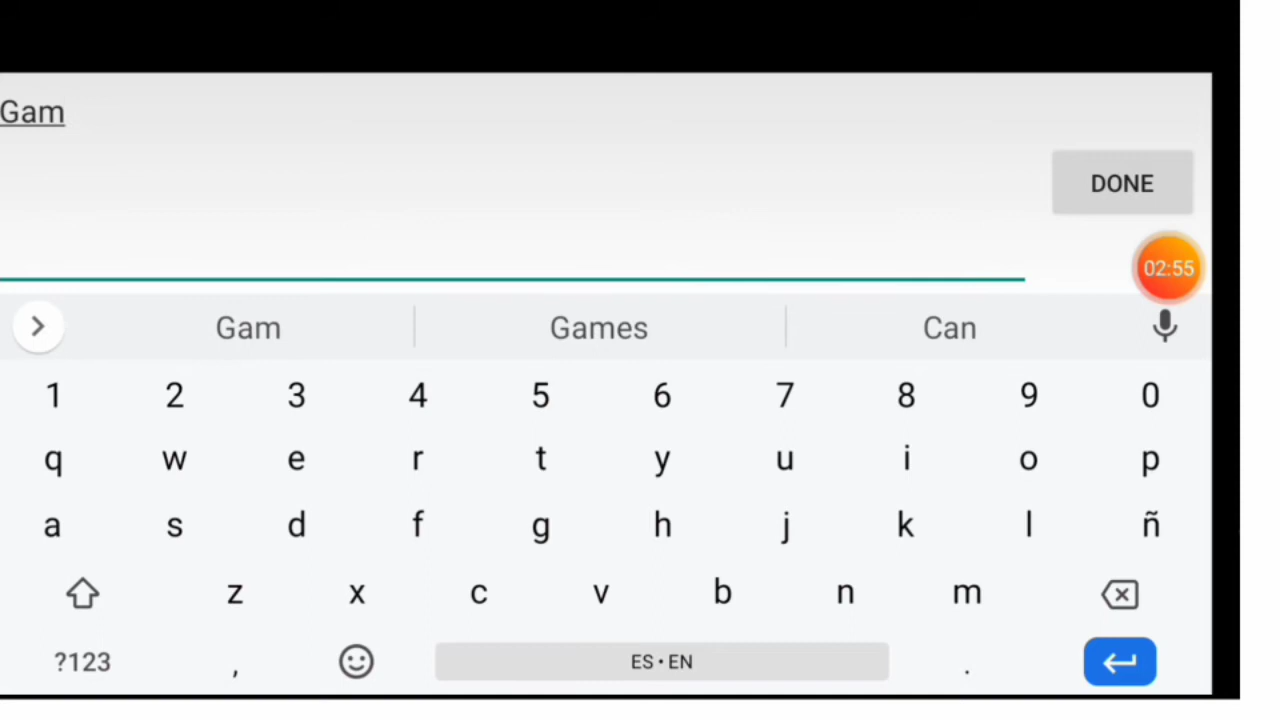 Gam
DONE
02:55
Gam Games Can
1 2 3 4 5 6 7 8 9 0
q w e r t y u i o p
a s d f g h j k l ñ
z x c v b n m
?123 , ES • EN .